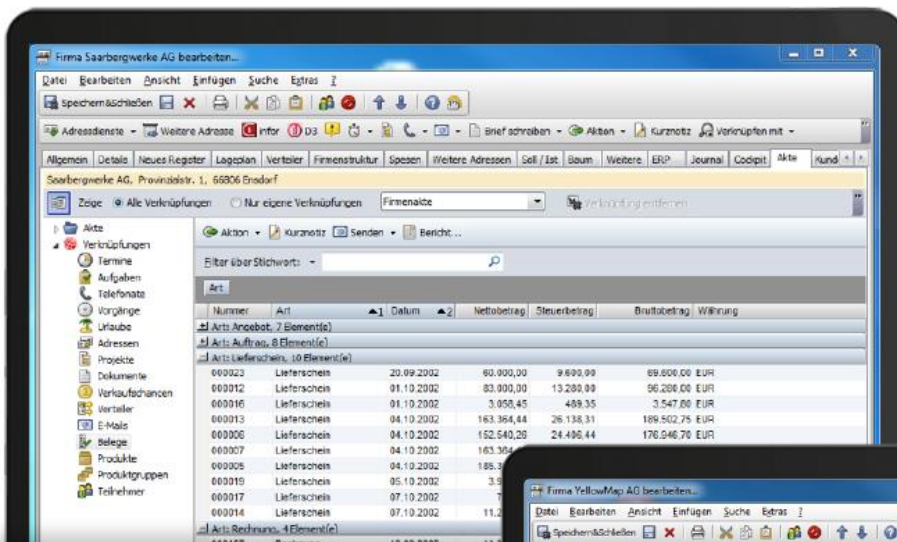 Firma Saarbergwerke AG bearbeiten...
Datei Bearbeiten Ansicht Einfügen Suche Extras ?
Speichern&Schließen
Adressdienste Weitere Adresse infor D3 Brief schreiben Aktion Kurznotiz Verknüpfen mit
Allgemein Details Neues Register Lageplan Verteiler Firmenstruktur Spesen Weitere Adressen Soll / Ist Baum Weitere ERP Journal Cockpit Akte Kund
Saarbergwerke AG, Provinzialstr. 1, 66806 Ensdorf
Zeige Alle Verknüpfungen Nur eigene Verknüpfungen Firmenakte Verknüpfung entfernen
Akte
Verknüpfungen
Termine
Aufgaben
Telefonate
Vorgänge
Urlaube
Adressen
Projekte
Dokumente
Verkaufschancen
Verteiler
E-Mails
Belege
Produkte
Produktgruppen
Teilnehmer
Aktion Kurznotiz Senden Bericht...
Filter über Stichwort:
Art
Nummer Art 1 Datum 2 Nettobetrag Steuerbetrag Bruttobetrag Währung
Art: Angebot, 7 Element(e)
Art: Auftrag, 8 Element(e)
Art: Lieferschein, 10 Element(e)
000023 Lieferschein 20.09.2002 60.000,00 9.600,00 69.600,00 EUR
000012 Lieferschein 01.10.2002 83.000,00 13.280,00 96.280,00 EUR
000016 Lieferschein 01.10.2002 3.058,45 489,35 3.547,80 EUR
000013 Lieferschein 04.10.2002 163.364,44 26.138,31 189.502,75 EUR
000006 Lieferschein 04.10.2002 152.540,26 24.406,44 176.946,70 EUR
000007 Lieferschein 04.10.2002
000005 Lieferschein 04.10.2002
000019 Lieferschein 05.10.2002
000017 Lieferschein 07.10.2002
000014 Lieferschein 07.10.2002
Art: Rechnung, 4 Element(e)
Firma YellowMap AG bearbeiten...
Datei Bearbeiten Ansicht Einfügen Suche Extras ?
Speichern&Schließen